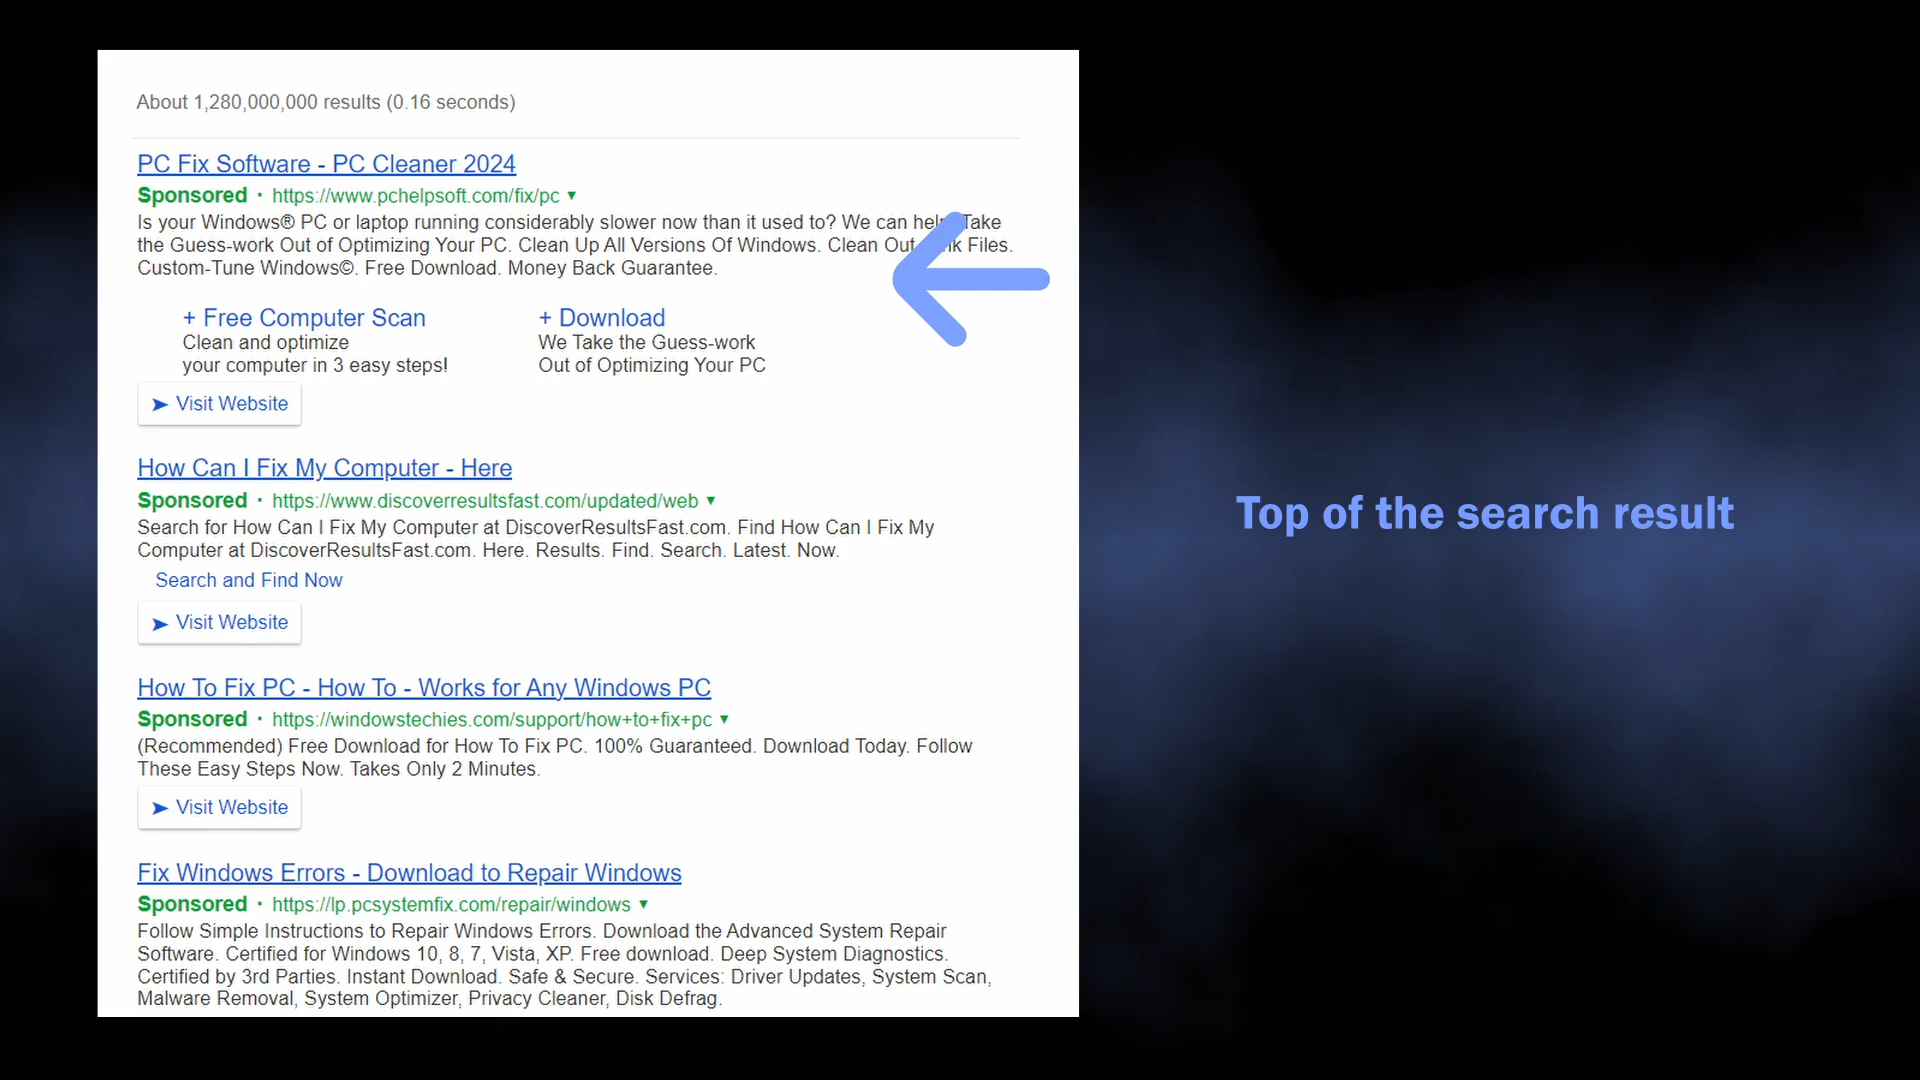 About 1,280,000,000 results (0.16 seconds)
PC Fix Software - PC Cleaner 2024
Sponsored · https://www.pchelpsoft.com/fix/pc ▼
Is your Windows® PC or laptop running considerably slower now than it used to? We can help Take
the Guess-work Out of Optimizing Your PC. Clean Up All Versions Of Windows. Clean Out Files.
Custom-Tune Windows©. Free Download. Money Back Guarantee.
+ Free Computer Scan
Clean and optimize
your computer in 3 easy steps!
+ Download
We Take the Guess-work
Out of Optimizing Your PC
➤ Visit Website
How Can I Fix My Computer - Here
Sponsored · https://www.discoverresultsfast.com/updated/web ▼
Search for How Can I Fix My Computer at DiscoverResultsFast.com. Find How Can I Fix My
Computer at DiscoverResultsFast.com. Here. Results. Find. Search. Latest. Now.
Search and Find Now
➤ Visit Website
How To Fix PC - How To - Works for Any Windows PC
Sponsored · https://windowstechies.com/support/how+to+fix+pc ▼
(Recommended) Free Download for How To Fix PC. 100% Guaranteed. Download Today. Follow
These Easy Steps Now. Takes Only 2 Minutes.
➤ Visit Website
Fix Windows Errors - Download to Repair Windows
Sponsored · https://lp.pcsystemfix.com/repair/windows ▼
Follow Simple Instructions to Repair Windows Errors. Download the Advanced System Repair
Software. Certified for Windows 10, 8, 7, Vista, XP. Free download. Deep System Diagnostics.
Certified by 3rd Parties. Instant Download. Safe & Secure. Services: Driver Updates, System Scan,
Malware Removal, System Optimizer, Privacy Cleaner, Disk Defrag.
Top of the search result